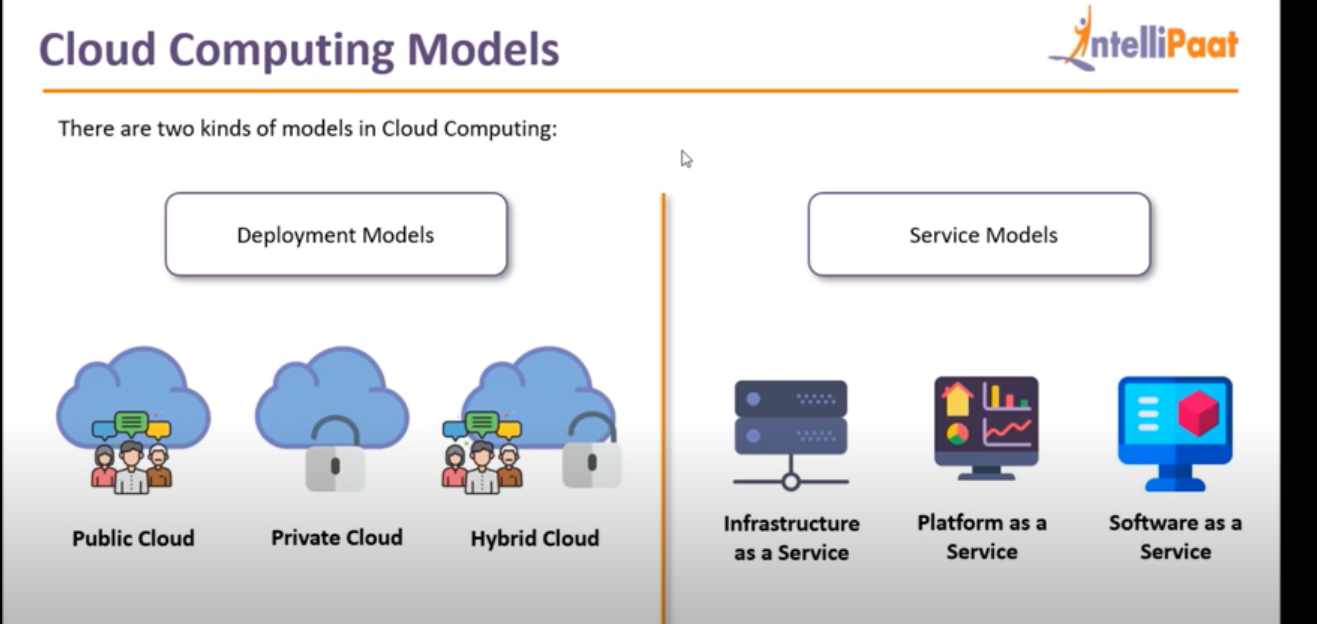 Cloud Computing Models
IntelliPaat
There are two kinds of models in Cloud Computing:
Deployment Models
Service Models
Public Cloud
Private Cloud
Hybrid Cloud
Infrastructure
as a Service
Platform as a
Service
Software as a
Service